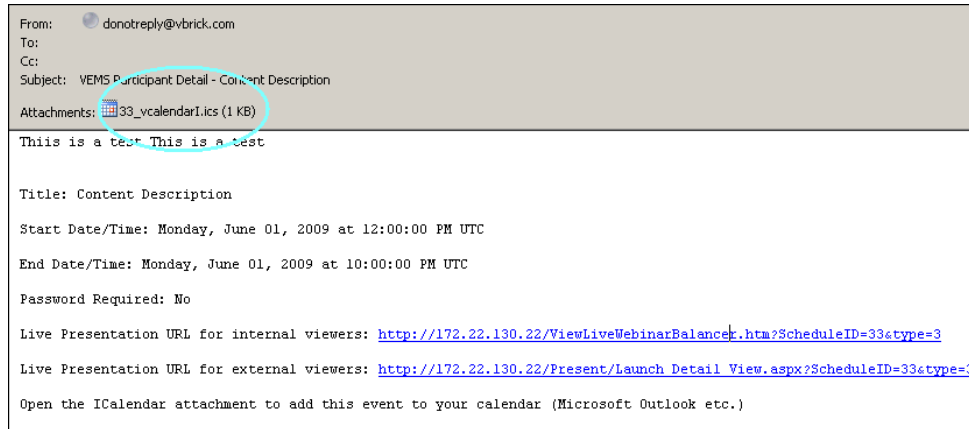 From: donotreply@vbrick.com
To:
Cc:
Subject: VEMS Participant Detail - Content Description
Attachments: 33_vcalendarI.ics (1 KB)
Thiis is a test This is a test
Title: Content Description
Start Date/Time: Monday, June 01, 2009 at 12:00:00 PM UTC
End Date/Time: Monday, June 01, 2009 at 10:00:00 PM UTC
Password Required: No
Live Presentation URL for internal viewers: http://172.22.130.22/ViewLiveWebinarBalancer.htm?ScheduleID=33&type=3
Live Presentation URL for external viewers: http://172.22.130.22/Present/Launch Detail View.aspx?ScheduleID=33&type=3
Open the ICalendar attachment to add this event to your calendar (Microsoft Outlook etc.)